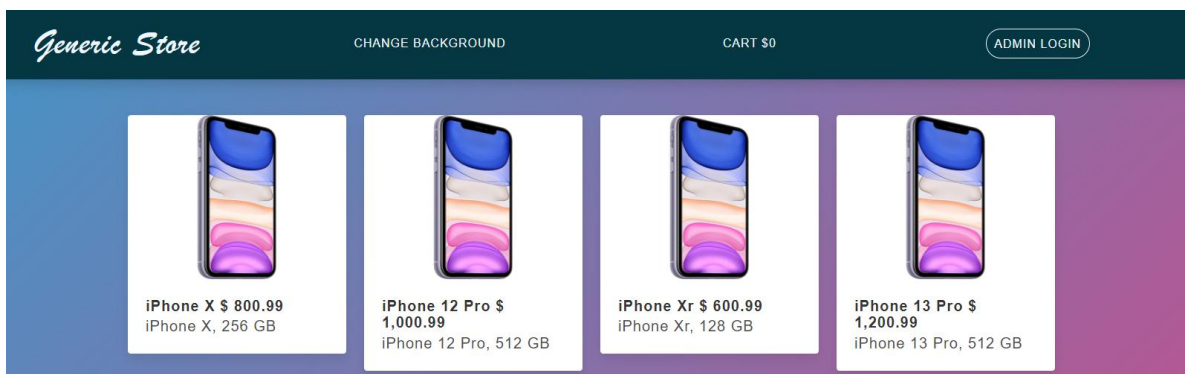 Generic Store
CHANGE BACKGROUND
CART $0
ADMIN LOGIN
iPhone X $ 800.99
iPhone X, 256 GB
iPhone 12 Pro $
1,000.99
iPhone 12 Pro, 512 GB
iPhone Xr $ 600.99
iPhone Xr, 128 GB
iPhone 13 Pro $
1,200.99
iPhone 13 Pro, 512 GB